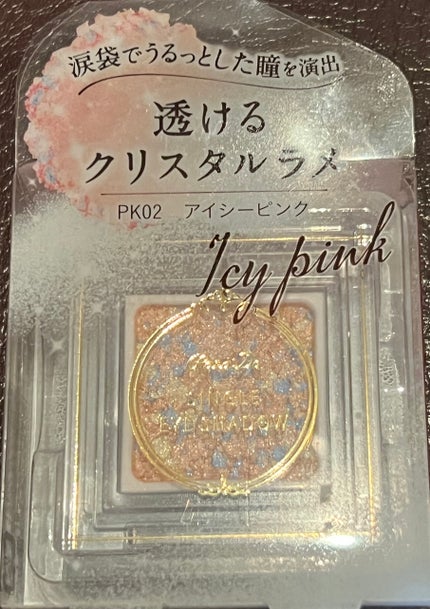 涙袋でうるっとした瞳を演出
透ける
クリスタルラメ
PK02 アイシーピンク
Icy pink
SINGLE
EYESHADOW